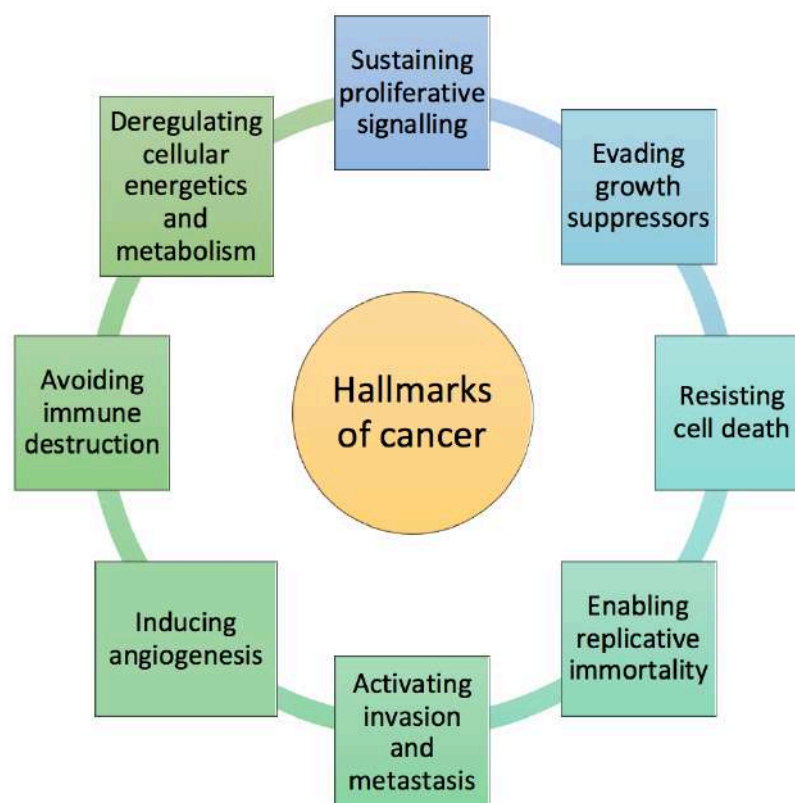 Sustaining
proliferative
signalling
Evading
growth
suppressors
Resisting
cell death
Enabling
replicative
immortality
Activating
invasion
and
metastasis
Inducing
angiogenesis
Avoiding
immune
destruction
Deregulating
cellular
energetics
and
metabolism
Hallmarks
of cancer